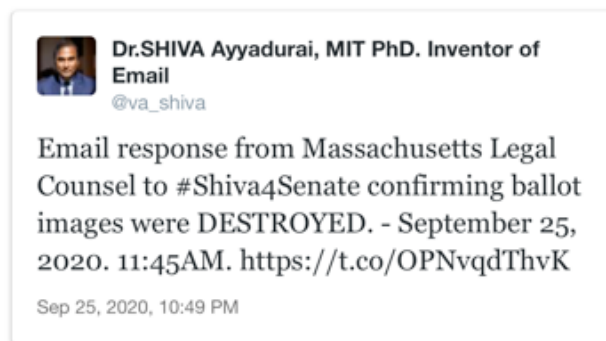 Dr.SHIVA Ayyadurai, MIT PhD. Inventor of
Email
@va_shiva
Email response from Massachusetts Legal
Counsel to #Shiva4Senate confirming ballot
images were DESTROYED. - September 25,
2020. 11:45AM. https://t.co/OPNvqdThvK
Sep 25, 2020, 10:49 PM